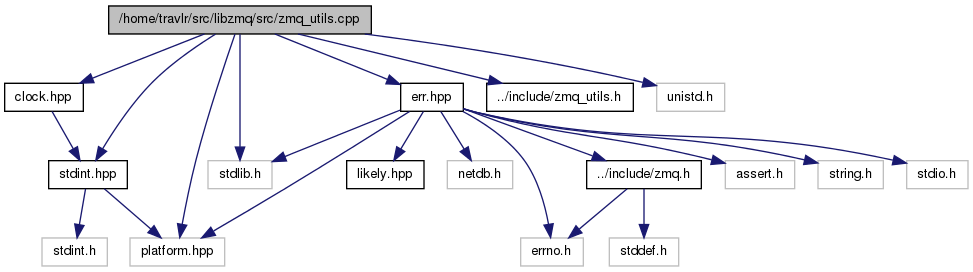 /home/travlr/src/libzmq/src/zmq_utils.cpp
clock.hpp
err.hpp
../include/zmq_utils.h
unistd.h
stdint.hpp
stdlib.h
likely.hpp
netdb.h
../include/zmq.h
assert.h
string.h
stdio.h
stdint.h
platform.hpp
errno.h
stddef.h